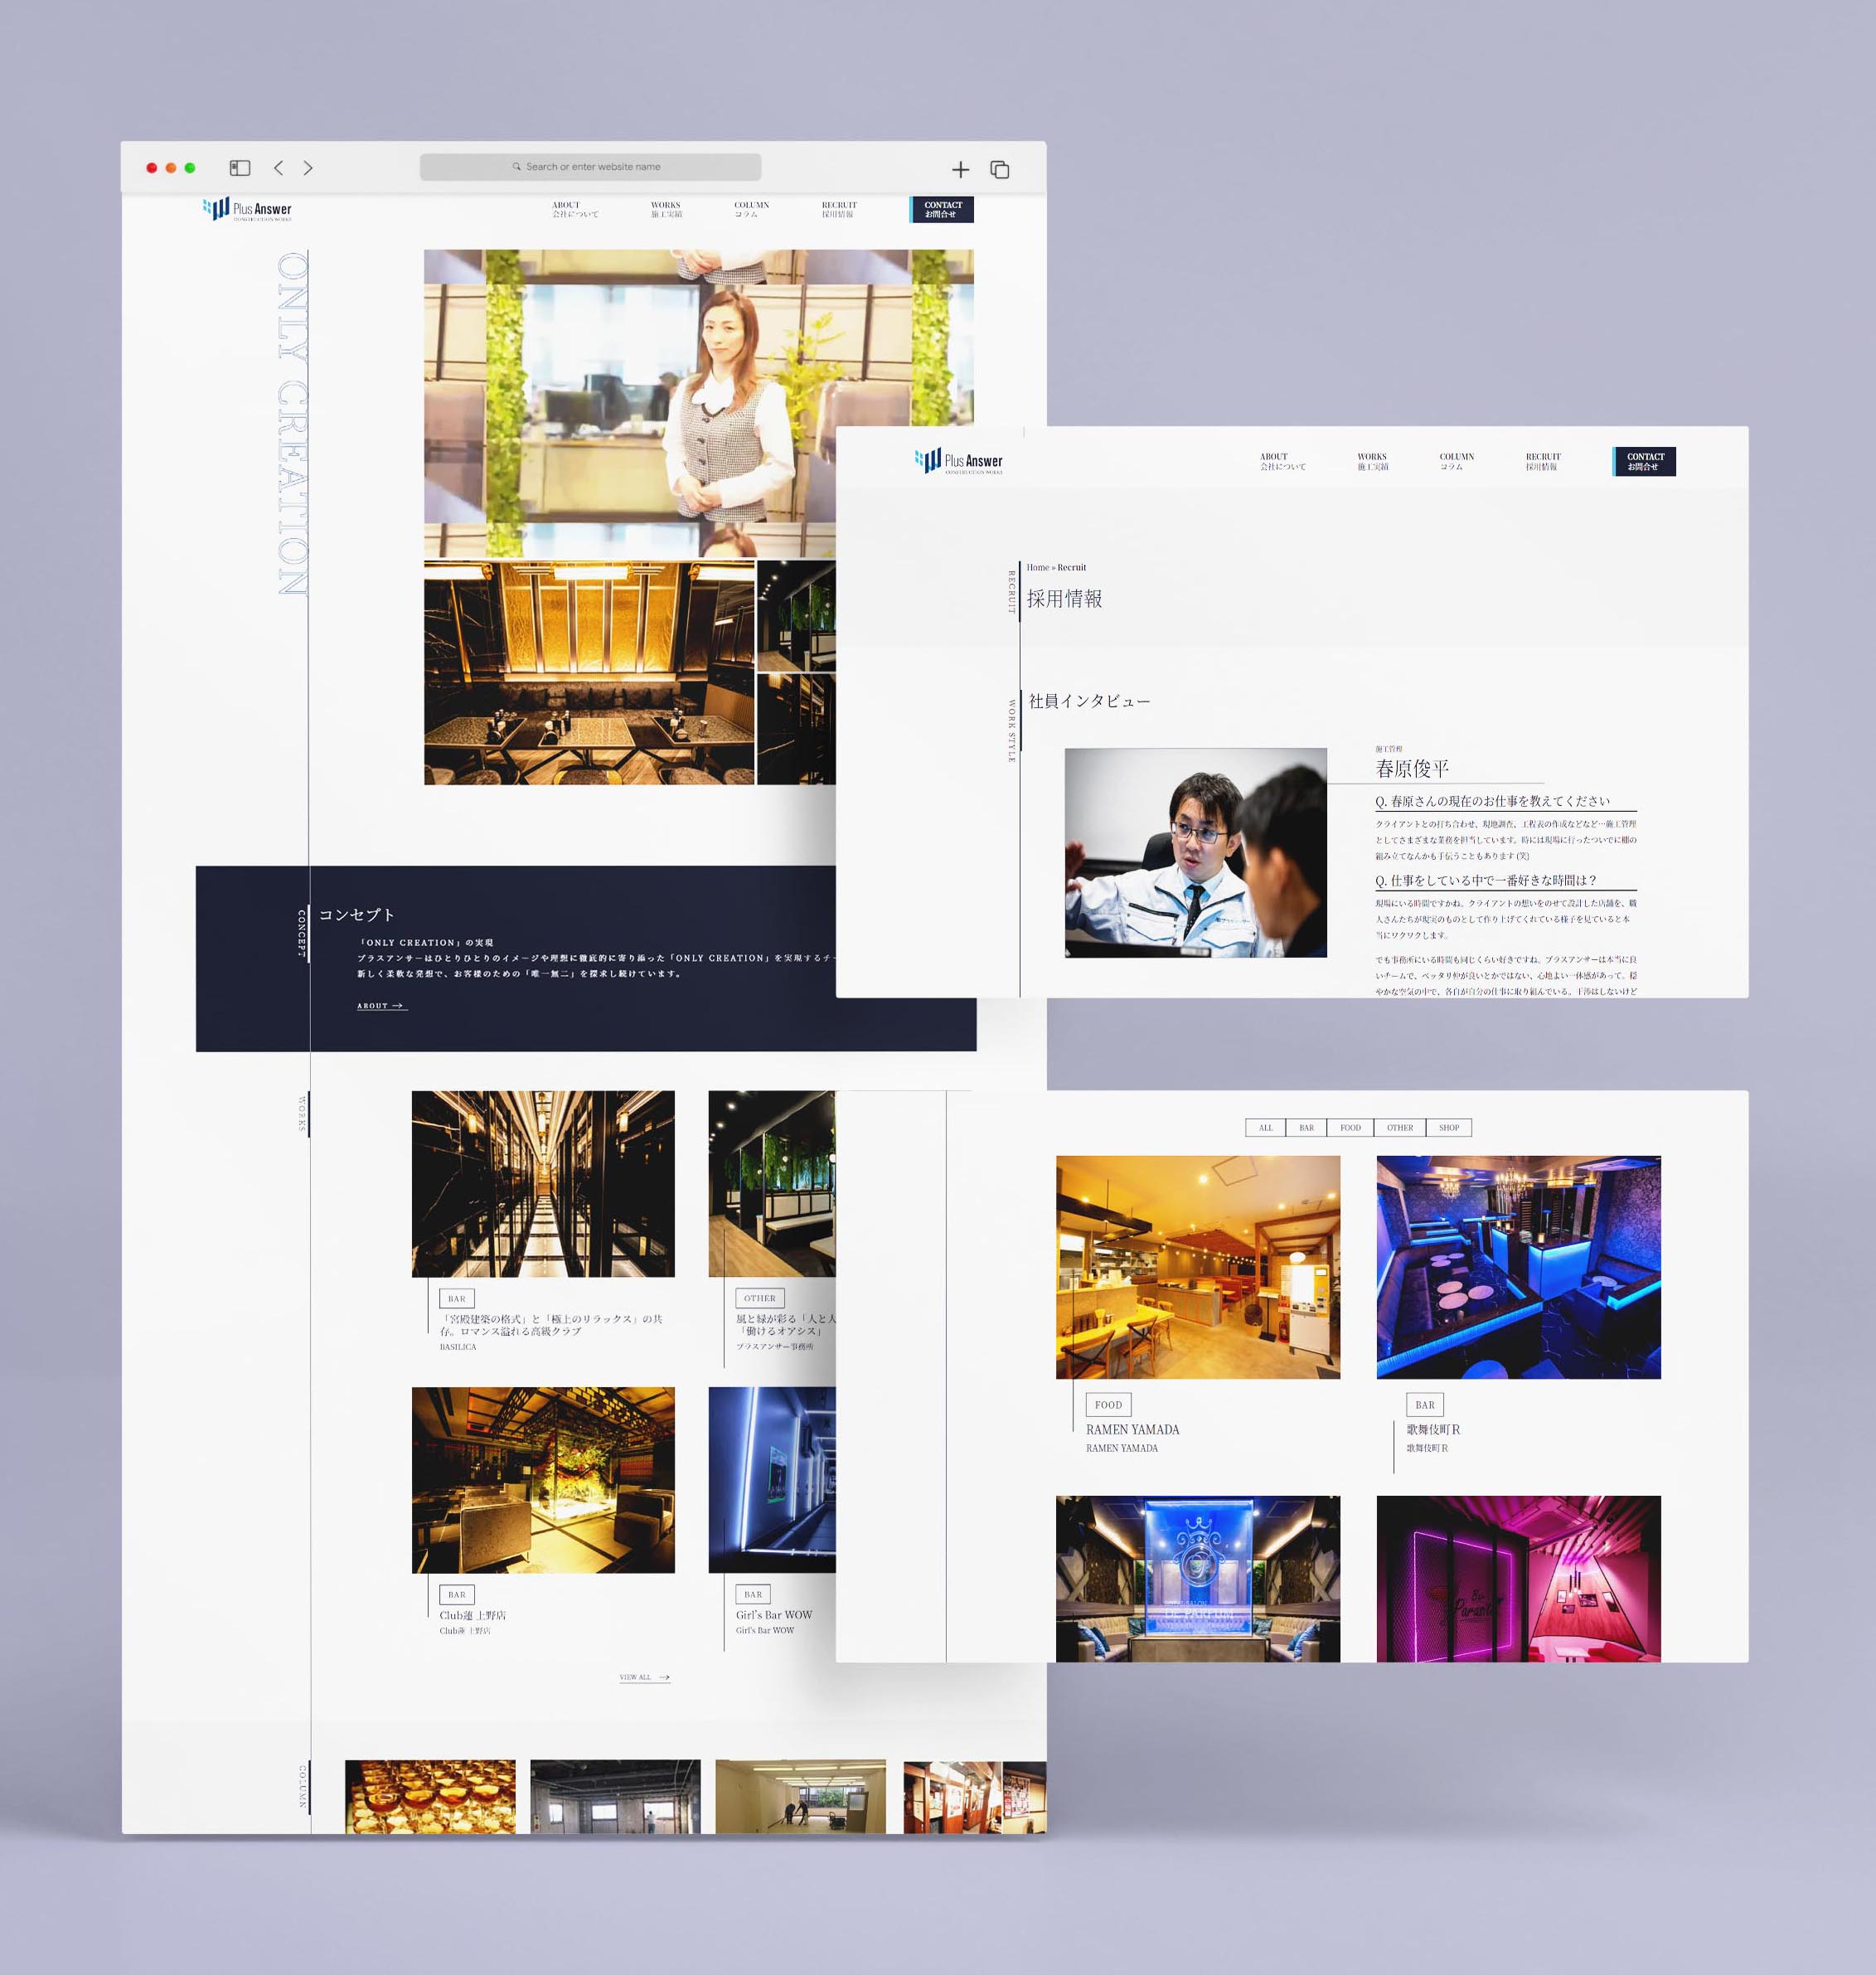 Search or enter website name
Plus Answer
CONSTRUCTION WORKS
ABOUT
会社について
WORKS
施工実績
COLUMN
コラム
RECRUIT
採用情報
CONTACT
お問合せ
ONLY CREATION
CONCEPT
コンセプト
「ONLY CREATION」の実現
プラスアンサーはひとりひとりのイメージや理想に徹底的に寄り添った「ONLY CREATION」を実現するチー
新しく柔軟な発想で、お客様のための「唯一無二」を探求し続けています。
ABOUT →
WORKS
BAR
「宮殿建築の格式」と「極上のリラックス」の共
存。ロマンス溢れる高級クラブ
BASILICA
OTHER
風と緑が彩る「人と人
「働けるオアシス」
プラスアンサー事務所
BAR
Club蓮 上野店
Club蓮 上野店
BAR
Girl's Bar WOW
Girl's Bar WOW
VIEW ALL →
COLUMN
Plus Answer
CONSTRUCTION WORKS
ABOUT
会社について
WORKS
施工実績
COLUMN
コラム
RECRUIT
採用情報
CONTACT
お問合せ
RECRUIT
Home » Recruit
採用情報
WORK STYLE
社員インタビュー
施工管理
春原俊平
Q. 春原さんの現在のお仕事を教えてください
クライアントとの打ち合わせ、現地調査、工程表の作成などなど…施工管理
としてさまざまな業務を担当しています。時には現場に行ったついでに棚の
組み立てなんかも手伝うこともあります (笑)
Q. 仕事をしている中で一番好きな時間は？
現場にいる時間ですかね。クライアントの想いをのせて設計した店舗を、職
人さんたちが現実のものとして作り上げてくれている様子を見ていると本
当にワクワクします。
でも事務所にいる時間も同じくらい好きですね。プラスアンサーは本当に良
いチームで、ベッタリ仲が良いとかではない、心地よい一体感があって、穏
やかな空気の中で、各自が自分の仕事に取り組んでいる。干渉はしないけど
ALL
BAR
FOOD
OTHER
SHOP
FOOD
RAMEN YAMADA
RAMEN YAMADA
BAR
歌舞伎町 R
歌舞伎町 R